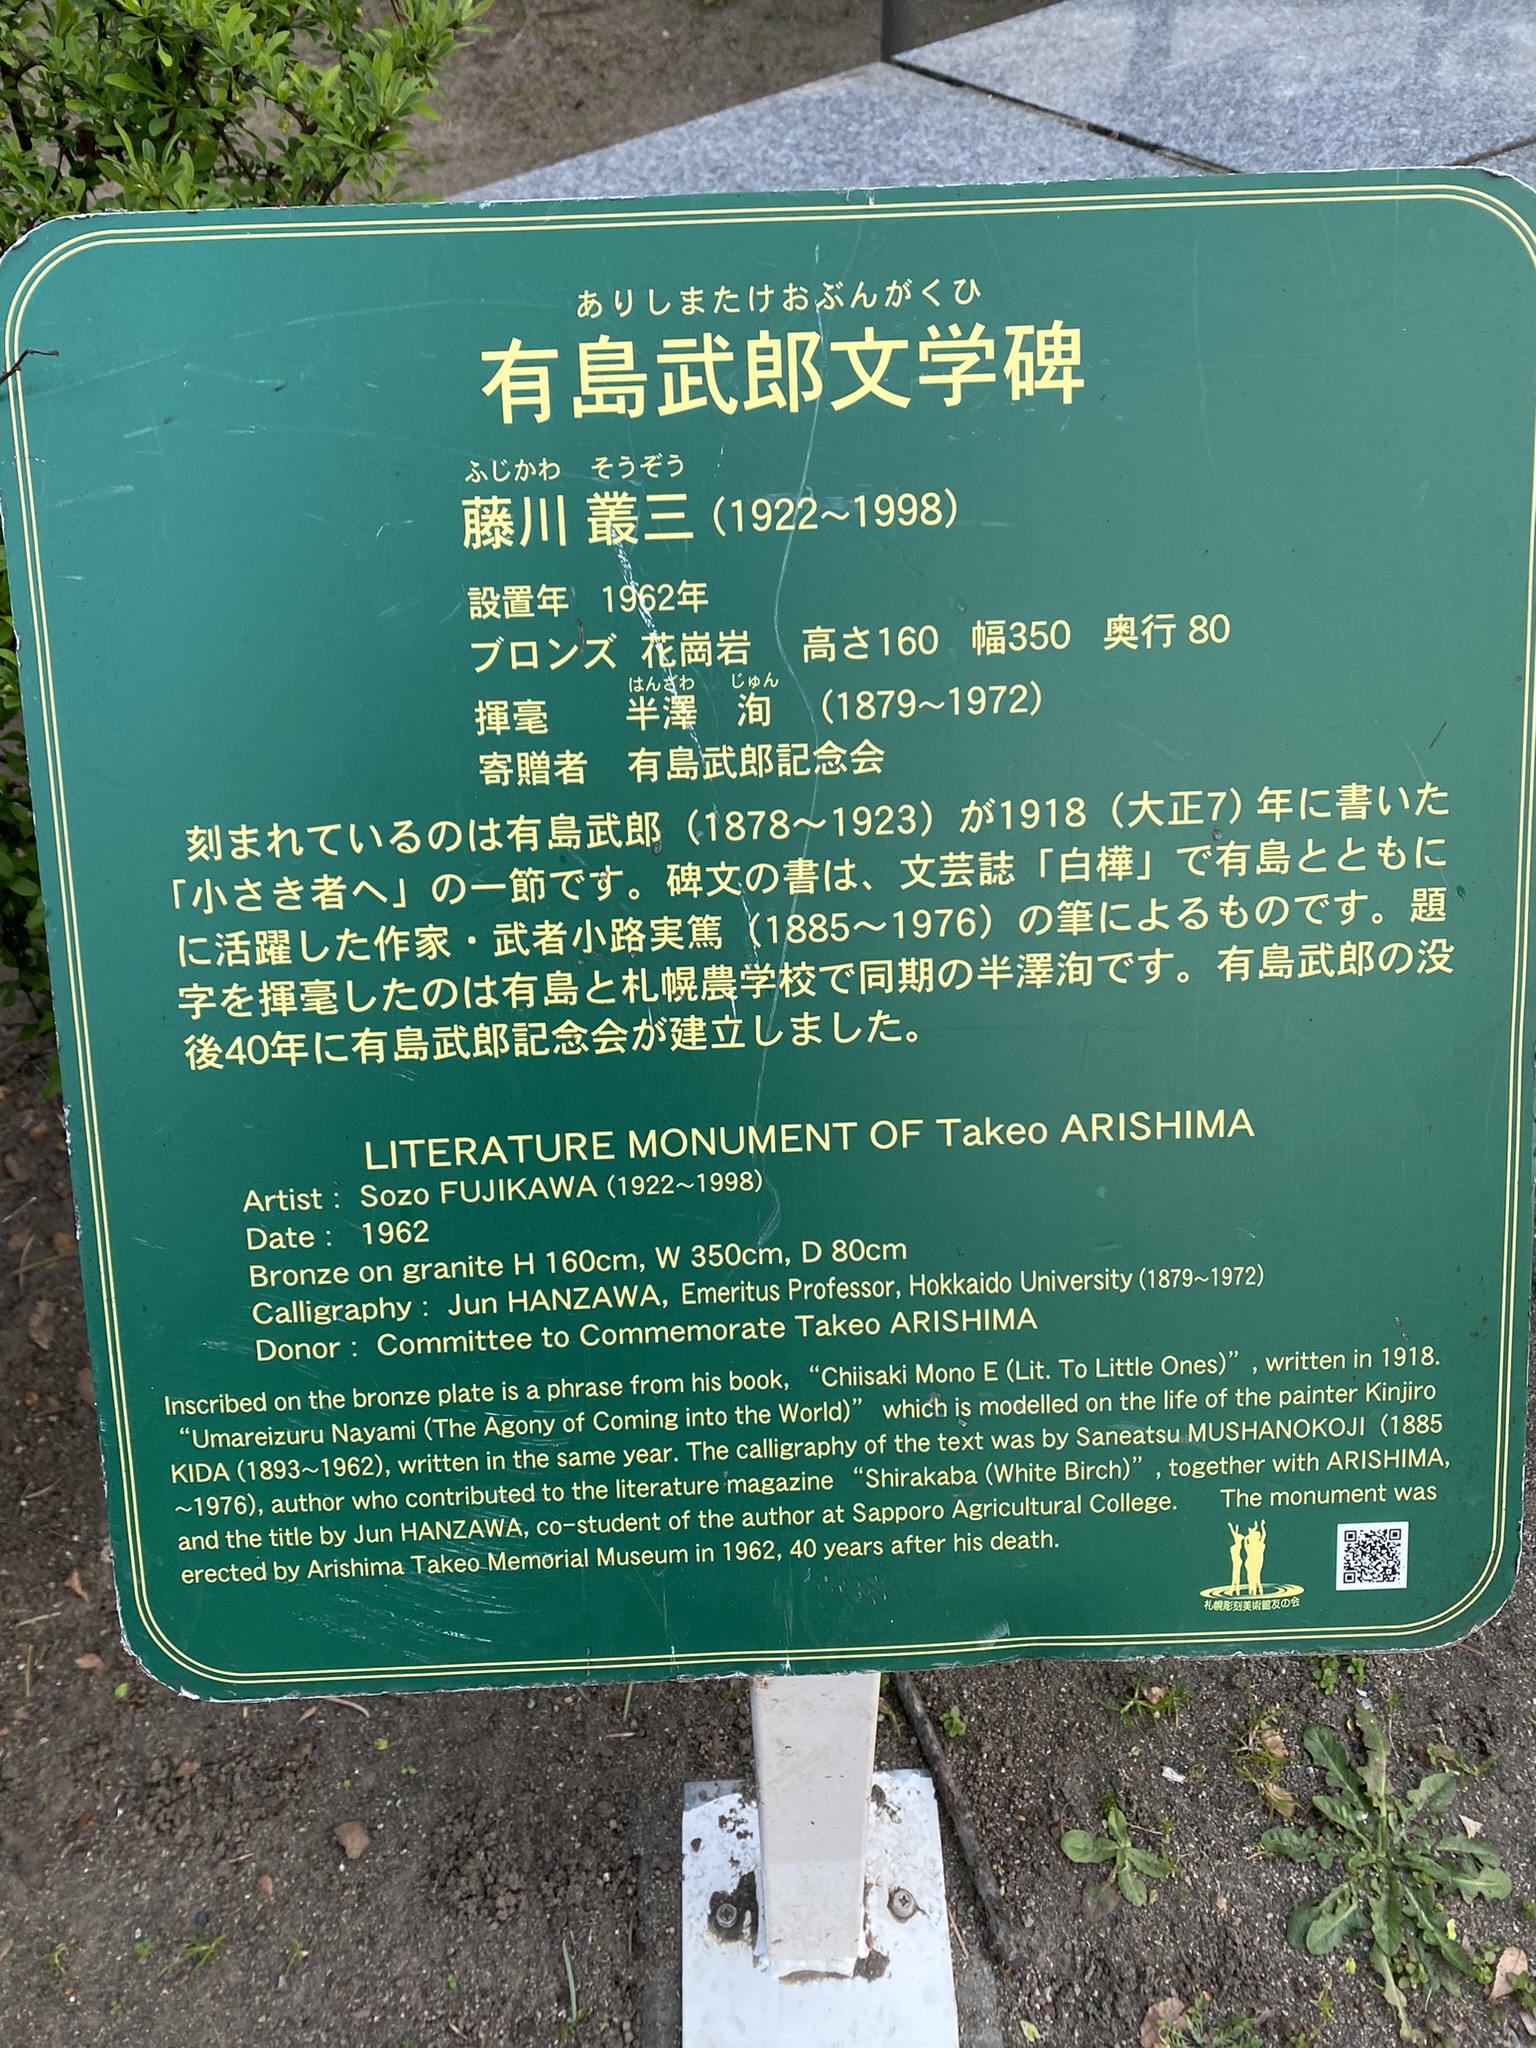 ありしまたけおぶんがくひ
有島武郎文学碑
ふじかわ そうぞう
藤川 叢三 (1922～1998)
設置年 1962年
ブロンズ 花崗岩 高さ160 幅350 奥行 80
はんざわ じゅん
揮毫 半澤 洵 (1879～1972)
寄贈者 有島武郎記念会
刻まれているのは有島武郎（1878～1923）が1918（大正7）年に書いた
「小さき者へ」の一節です。碑文の書は、文芸誌「白樺」で有島とともに
に活躍した作家・武者小路実篤（1885～1976）の筆によるものです。題
字を揮毫したのは有島と札幌農学校で同期の半澤洵です。有島武郎の没
後40年に有島武郎記念会が建立しました。
LITERATURE MONUMENT OF Takeo ARISHIMA
Artist : Sozo FUJIKAWA (1922~1998)
Date : 1962
Bronze on granite H 160cm, W 350cm, D 80cm
Calligraphy : Jun HANZAWA, Emeritus Professor, Hokkaido University (1879~1972)
Donor : Committee to Commemorate Takeo ARISHIMA
Inscribed on the bronze plate is a phrase from his book, “Chiisaki Mono E (Lit. To Little Ones)” , written in 1918.
“Umareizuru Nayami (The Agony of Coming into the World)” which is modelled on the life of the painter Kinjiro
KIDA (1893~1962), written in the same year. The calligraphy of the text was by Saneatsu MUSHANOKOJI (1885
~1976), author who contributed to the literature magazine “Shirakaba (White Birch)” , together with ARISHIMA,
and the title by Jun HANZAWA, co-student of the author at Sapporo Agricultural College. The monument was
erected by Arishima Takeo Memorial Museum in 1962, 40 years after his death.
札幌彫刻美術館友の会